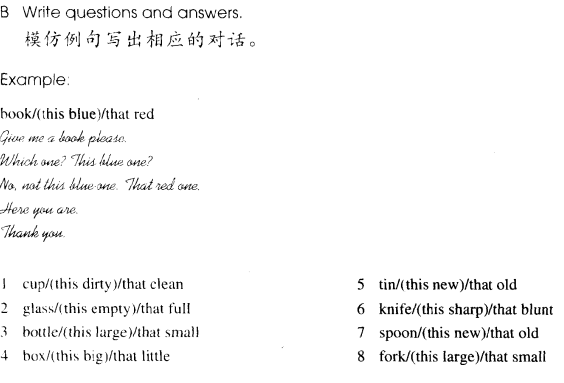 B Write questions and answers.
模仿例句写出相应的对话。
Example:
book/(this blue)/that red
Give me a book please.
Which one? This blue one?
No, not this blue one. That red one.
Here you are.
Thank you.
1 cup/(this dirty)/that clean
2 glass/(this empty)/that full
3 bottle/(this large)/that small
4 box/(this big)/that little
5 tin/(this new)/that old
6 knife/(this sharp)/that blunt
7 spoon/(this new)/that old
8 fork/(this large)/that small